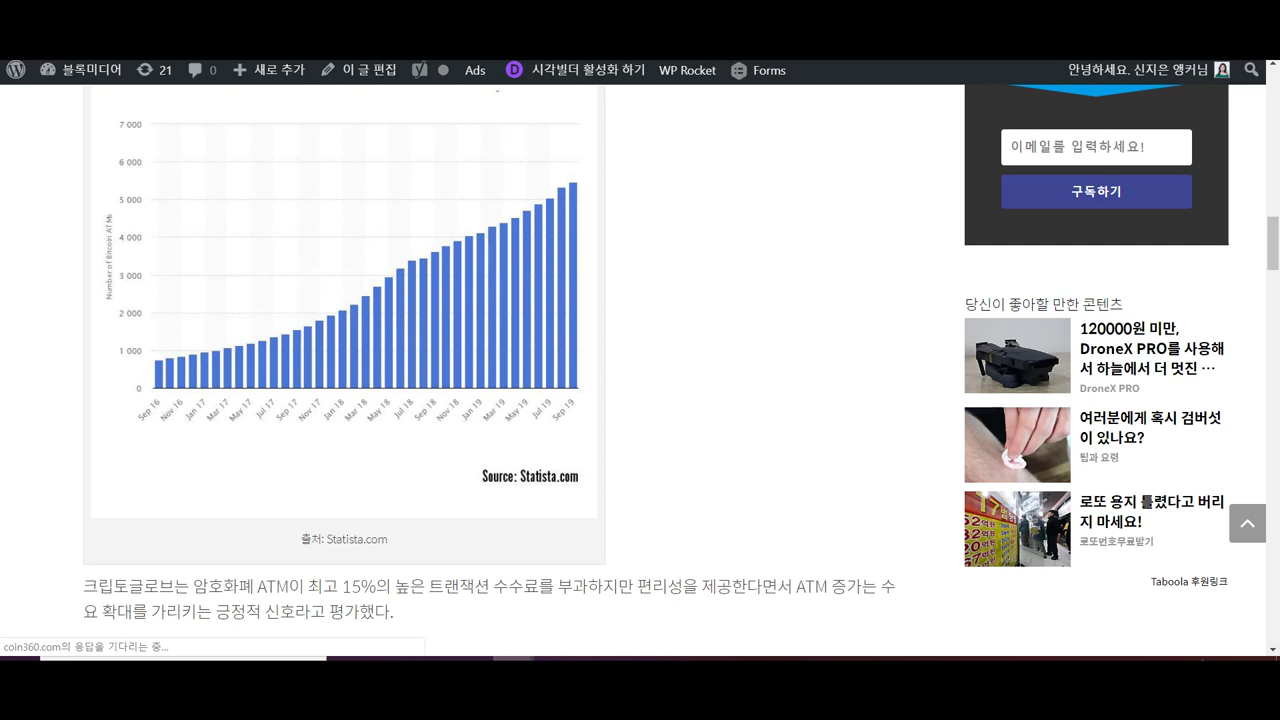 블록미디어 21 0 새로 추가 이 글 편집 Ads 시각빌더 활성화 하기 WP Rocket Forms 안녕하세요. 신지은 앵커님
7 000
6 000
5 000
4 000
3 000
2 000
1 000
0
Number of Bitcoin ATMs
Sep 16 Nov 16 Jan 17 Mar 17 May 17 Jul 17 Sep 17 Nov 17 Jan 18 Mar 18 May 18 Jul 18 Sep 18 Nov 18 Jan 19 Mar 19 May 19 Jul 19 Sep 19
Source: Statista.com
출처: Statista.com
크립토글로브는 암호화폐 ATM이 최고 15%의 높은 트랜잭션 수수료를 부과하지만 편리성을 제공한다면서 ATM 증가는 수
요 확대를 가리키는 긍정적 신호라고 평가했다.
이메일을 입력하세요!
구독하기
당신이 좋아할 만한 콘텐츠
120000원 미만,
DroneX PRO를 사용해
서 하늘에서 더 멋진 …
DroneX PRO
여러분에게 혹시 검버섯
이 있나요?
팁과 요령
로또 용지 틀렸다고 버리
지 마세요!
로또번호무료받기
Taboola 후원링크
coin360.com의 응답을 기다리는 중...